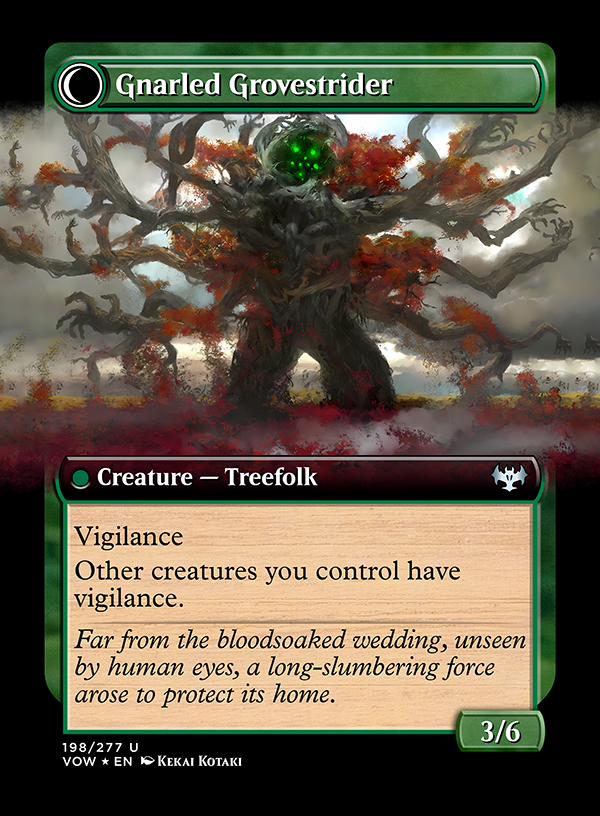 Gnarled Grovestrider
Creature — Treefolk
Vigilance
Other creatures you control have
vigilance.
Far from the bloodsoaked wedding, unseen
by human eyes, a long-slumbering force
arose to protect its home.
3/6
198/277 U
VOW ★ EN Kekai Kotaki